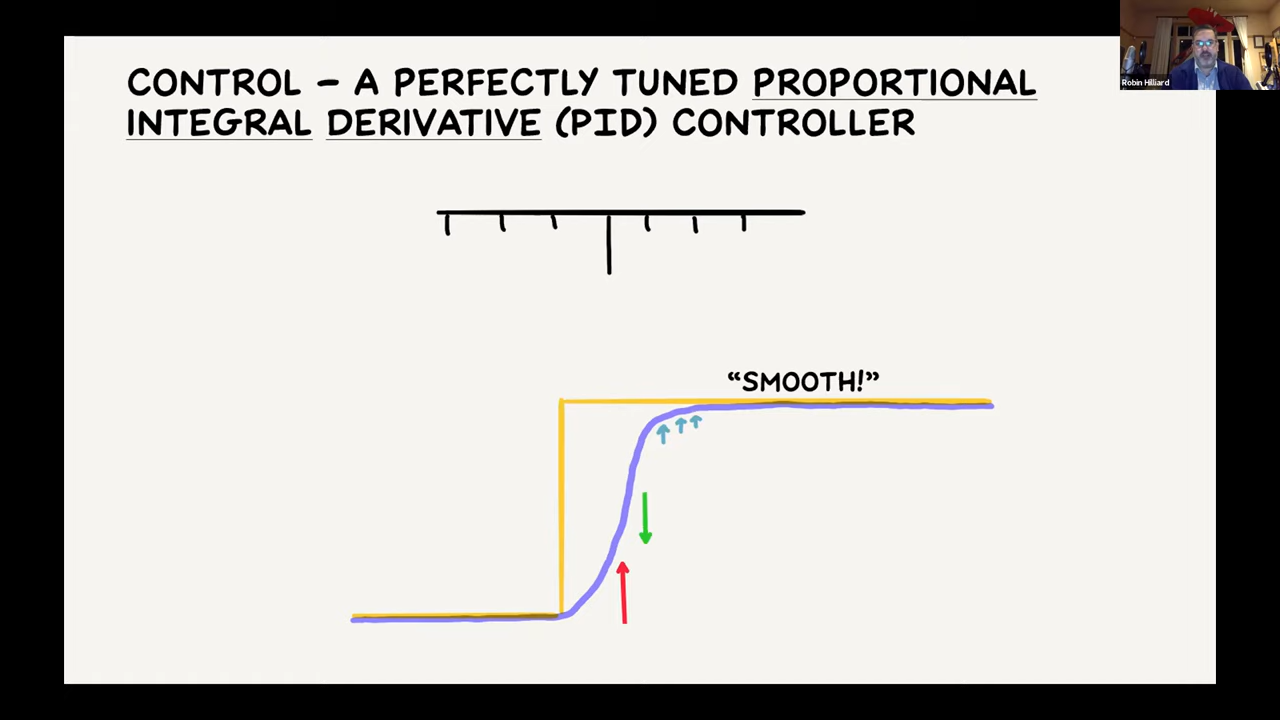 CONTROL – A PERFECTLY TUNED PROPORTIONAL
INTEGRAL DERIVATIVE (PID) CONTROLLER
"SMOOTH!"
Robin Hilliard